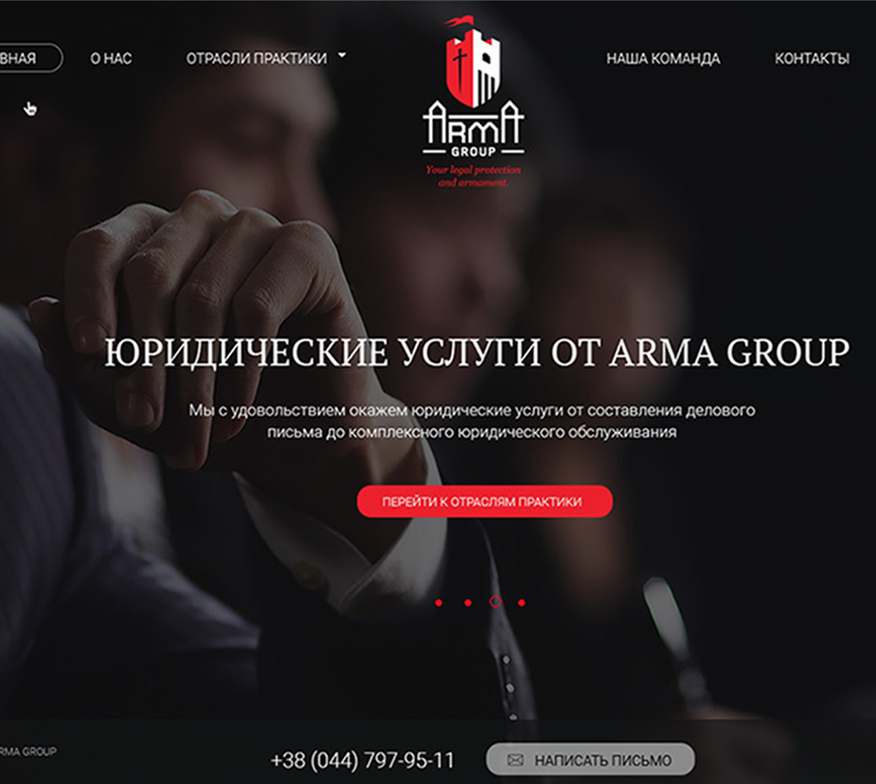 ВНАЯ
О НАС
ОТРАСЛИ ПРАКТИКИ
ARMA
GROUP
Your legal protection
and armament.
НАША КОМАНДА
КОНТАКТЫ
ЮРИДИЧЕСКИЕ УСЛУГИ ОТ ARMA GROUP
Мы с удовольствием окажем юридические услуги от составления делового
письма до комплексного юридического обслуживания
ПЕРЕЙТИ К ОТРАСЛЯМ ПРАКТИКИ
RMA GROUP
+38 (044) 797-95-11
НАПИСАТЬ ПИСЬМО